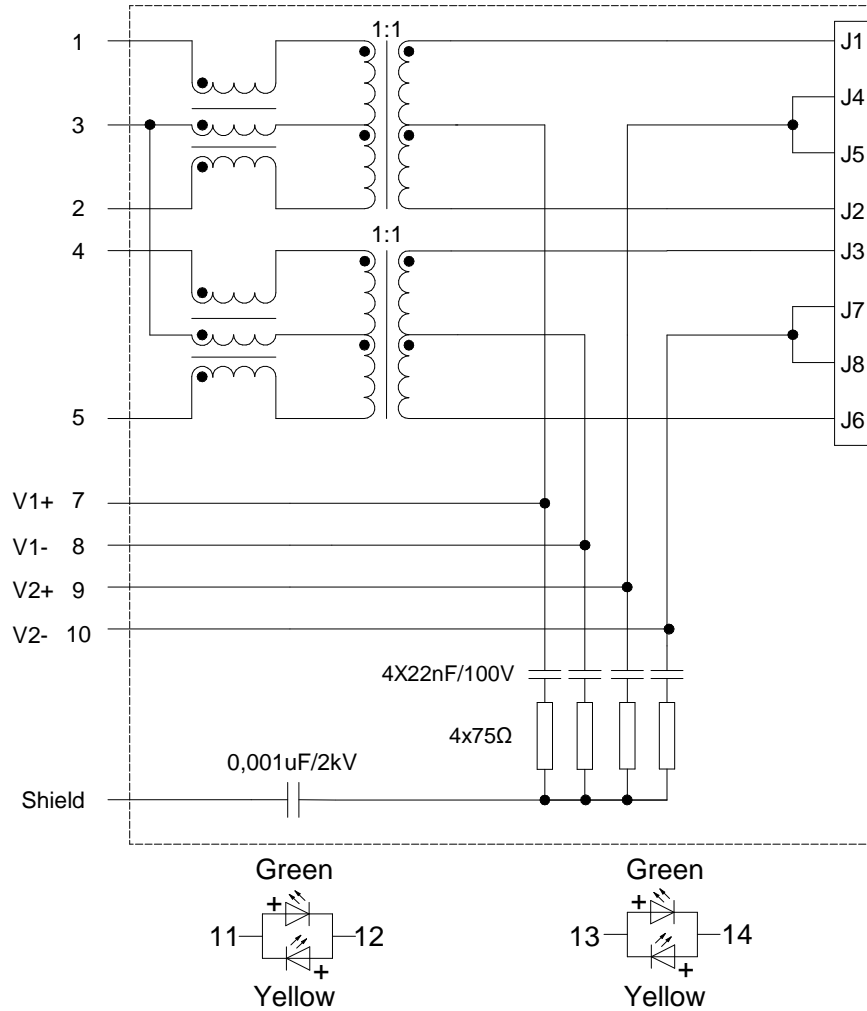 1:1
1
J1
J4
3
J5
2
J2
1:1
4
J3
J7
J8
5
J6
V1+ 7
V1- 8
V2+ 9
V2- 10
4X22nF/100V
4x75Ω
0,001uF/2kV
Shield
Green
Green
+
+
11
12
13
14
+
+
Yellow
Yellow